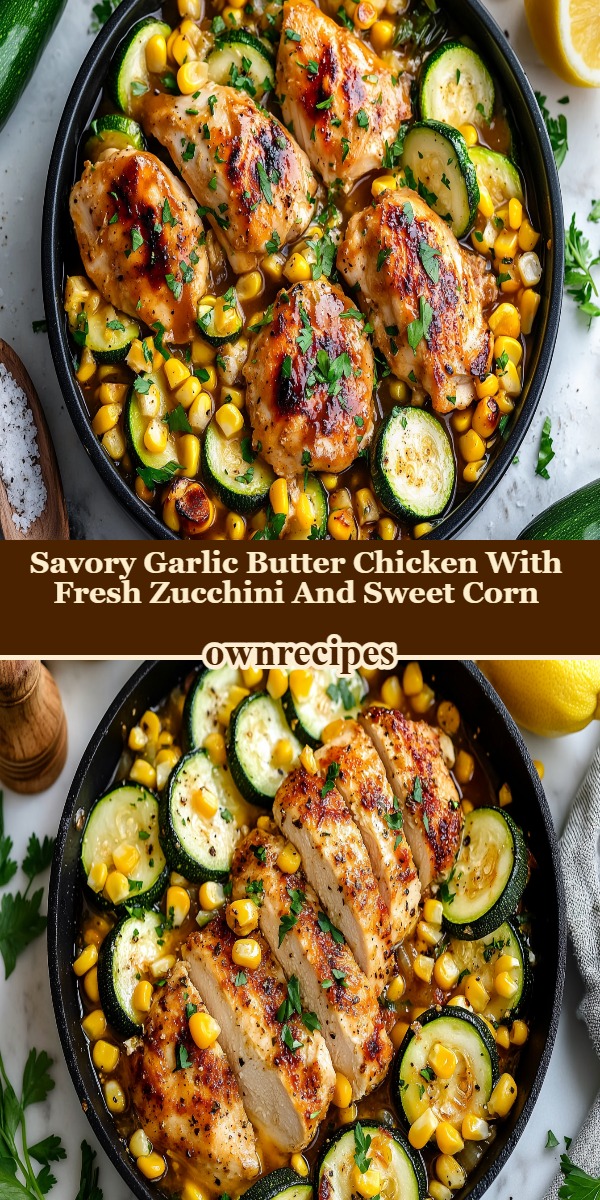 Savory Garlic Butter Chicken With
Fresh Zucchini And Sweet Corn
ownrecipes